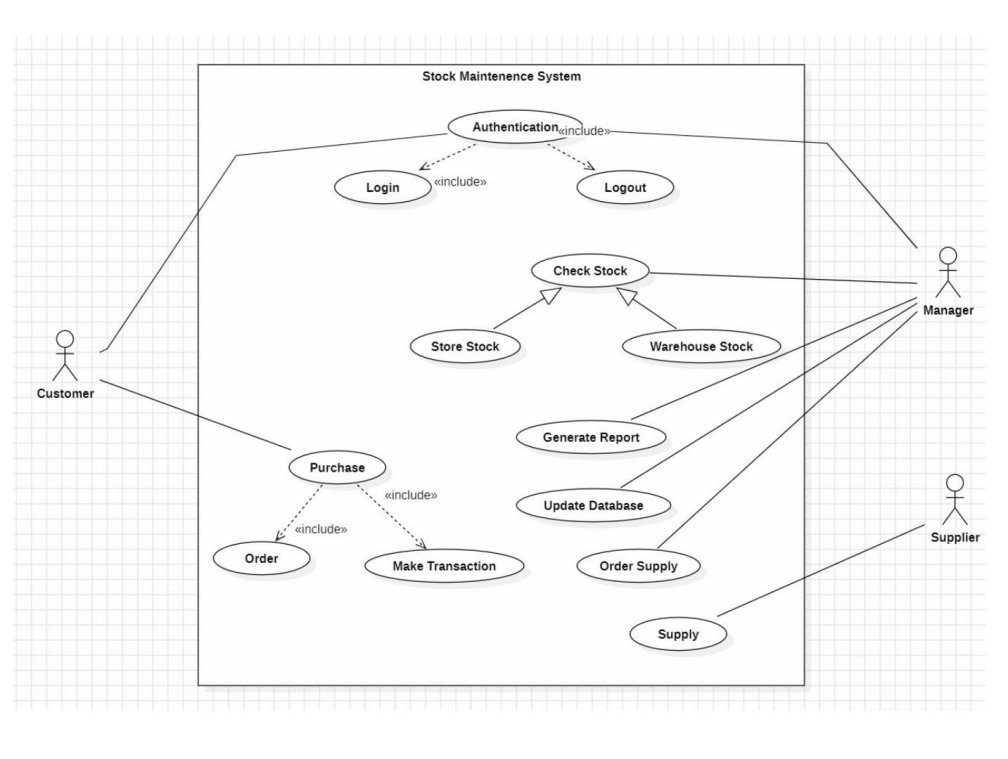 Stock Maintenence System
Authentication
«include»
Login
«include»
Logout
Check Stock
Manager
Store Stock
Warehouse Stock
Customer
Generate Report
Purchase
«include»
Update Database
«include»
Supplier
Order
Make Transaction
Order Supply
Supply